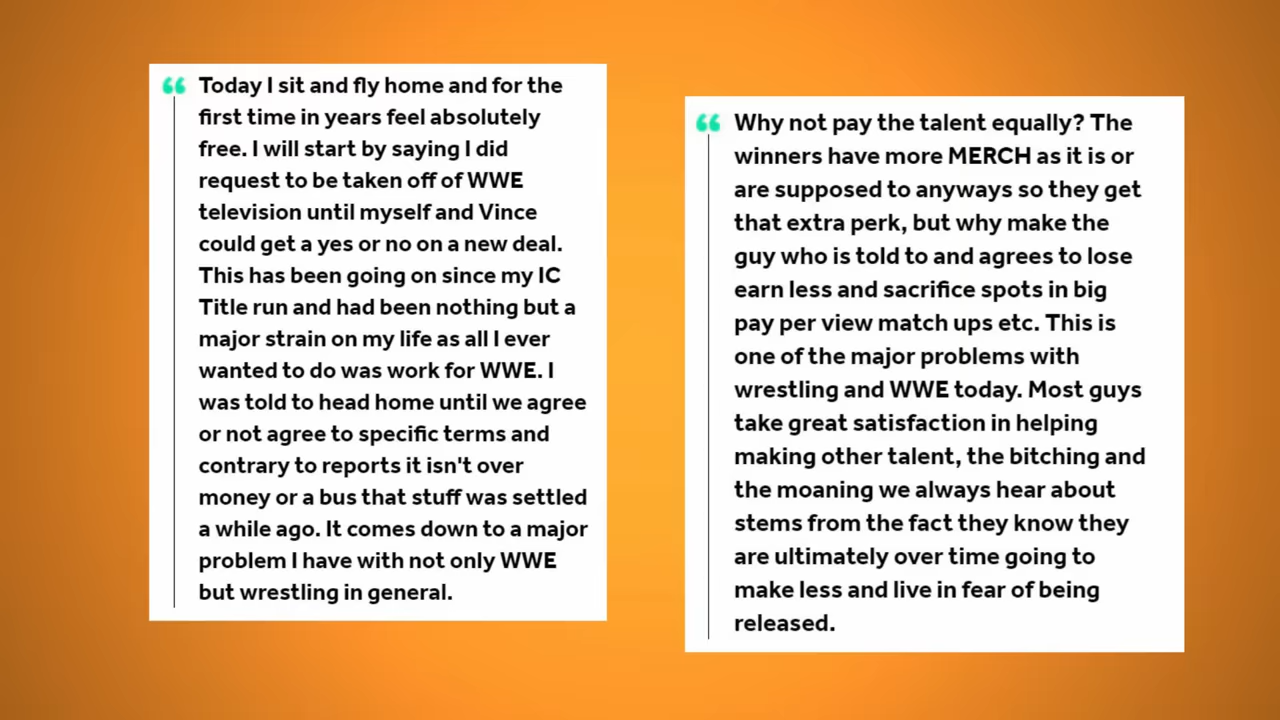 Today I sit and fly home and for the
first time in years feel absolutely
free. I will start by saying I did
request to be taken off of WWE
television until myself and Vince
could get a yes or no on a new deal.
This has been going on since my IC
Title run and had been nothing but a
major strain on my life as all I ever
wanted to do was work for WWE. I
was told to head home until we agree
or not agree to specific terms and
contrary to reports it isn't over
money or a bus that stuff was settled
a while ago. It comes down to a major
problem I have with not only WWE
but wrestling in general.
Why not pay the talent equally? The
winners have more MERCH as it is or
are supposed to anyways so they get
that extra perk, but why make the
guy who is told to and agrees to lose
earn less and sacrifice spots in big
pay per view match ups etc. This is
one of the major problems with
wrestling and WWE today. Most guys
take great satisfaction in helping
making other talent, the bitching and
the moaning we always hear about
stems from the fact they know they
are ultimately over time going to
make less and live in fear of being
released.